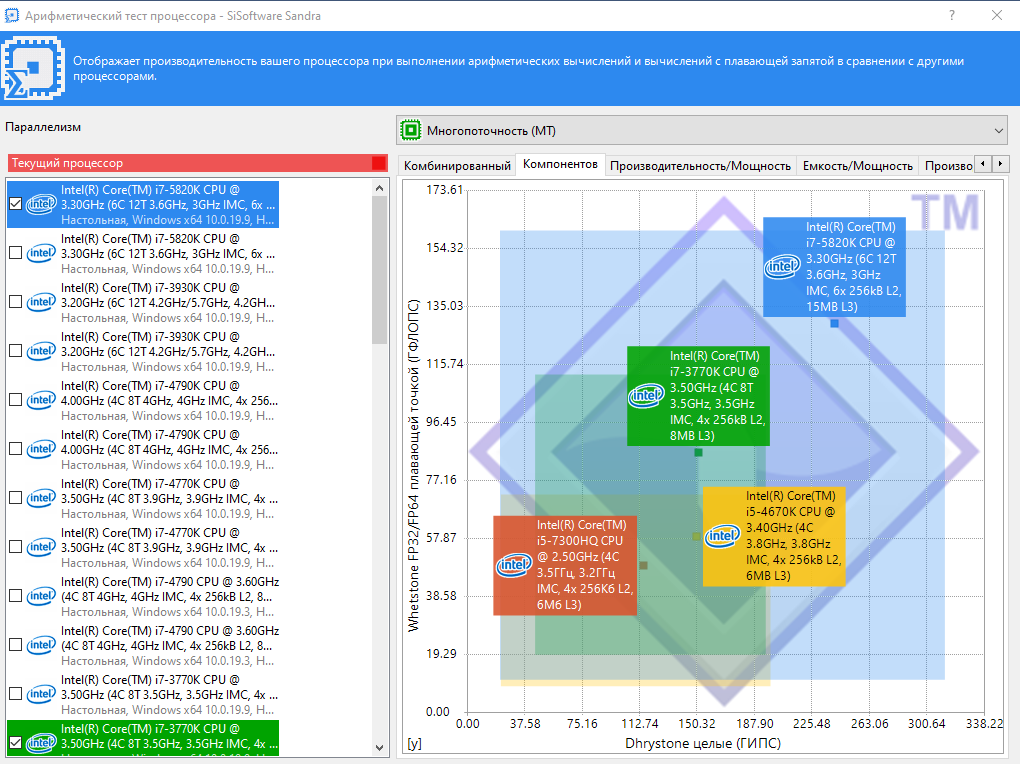 Арифметический тест процессора - SiSoftware Sandra
?
Отображает производительность вашего процессора при выполнении арифметических вычислений и вычислений с плавающей запятой в сравнении с другими
процессорами.
Параллелизм
Текущий процессор
Intel(R) Core(TM) i7-5820K CPU @
3.30GHz (6C 12T 3.6GHz, 3GHz IMC, 6x ...
Настольная, Windows x64 10.0.19.9, H...
Intel(R) Core(TM) i7-5820K CPU @
3.30GHz (6C 12T 3.6GHz, 3GHz IMC, 6x ...
Настольная, Windows x64 10.0.19.9, H...
Intel(R) Core(TM) i7-3930K CPU @
3.20GHz (6C 12T 4.2GHz/5.7GHz, 4.2GH...
Настольная, Windows x64 10.0.19.9, H...
Intel(R) Core(TM) i7-3930K CPU @
3.20GHz (6C 12T 4.2GHz/5.7GHz, 4.2GH...
Настольная, Windows x64 10.0.19.9, H...
Intel(R) Core(TM) i7-4790K CPU @
4.00GHz (4C 8T 4GHz, 4GHz IMC, 4x 256...
Настольная, Windows x64 10.0.19.9, H...
Intel(R) Core(TM) i7-4790K CPU @
4.00GHz (4C 8T 4GHz, 4GHz IMC, 4x 256...
Настольная, Windows x64 10.0.19.9, H...
Intel(R) Core(TM) i7-4770K CPU @
3.50GHz (4C 8T 3.9GHz, 3.9GHz IMC, 4x ...
Настольная, Windows x64 10.0.19.9, H...
Intel(R) Core(TM) i7-4770K CPU @
3.50GHz (4C 8T 3.9GHz, 3.9GHz IMC, 4x ...
Настольная, Windows x64 10.0.19.9, H...
Intel(R) Core(TM) i7-4790 CPU @ 3.60GHz
(4C 8T 4GHz, 4GHz IMC, 4x 256kB L2, 8...
Настольная, Windows x64 10.0.19.3, H...
Intel(R) Core(TM) i7-4790 CPU @ 3.60GHz
(4C 8T 4GHz, 4GHz IMC, 4x 256kB L2, 8...
Настольная, Windows x64 10.0.19.3, H...
Intel(R) Core(TM) i7-3770K CPU @
3.50GHz (4C 8T 3.5GHz, 3.5GHz IMC, 4x ...
Настольная, Windows x64 10.0.19.9, H...
Intel(R) Core(TM) i7-3770K CPU @
3.50GHz (4C 8T 3.5GHz, 3.5GHz IMC, 4x ...
Многопоточность (MT)
Комбинированный
Компонентов
Производительность/Мощность
Емкость/Мощность
Произво
173.61
154.32
135.03
115.74
96.45
77.16
57.87
38.58
19.29
0.00
Whetstone FP32/FP64 плавающей точкой (ГФЛОПС)
TM
intel
Intel(R) Core(TM)
i7-5820K CPU @
3.30GHz (6C 12T
3.6GHz, 3GHz
IMC, 6x 256kB L2,
15MB L3)
intel
Intel(R) Core(TM)
i7-3770K CPU @
3.50GHz (4C 8T
3.5GHz, 3.5GHz
IMC, 4x 256kB L2,
8MB L3)
intel
Intel(R) Core(TM)
i5-4670K CPU @
3.40GHz (4C
3.8GHz, 3.8GHz
IMC, 4x 256kB L2,
6MB L3)
intel
Intel(R) Core(TM)
i5-7300HQ CPU
@ 2.50GHz (4C
3.5ГГц, 3.2ГГц
IMC, 4x 256Кб L2,
6Мб L3)
0.00 37.58 75.16 112.74 150.32 187.90 225.48 263.06 300.64 338.22
[y]
Dhrystone целые (ГИПС)